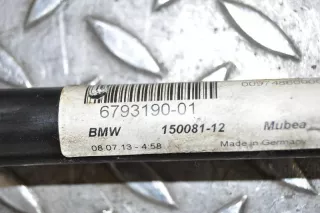 6793190-01
BMW 150081-12 Mubea
08.07.13 - 4:58 Made in Germany